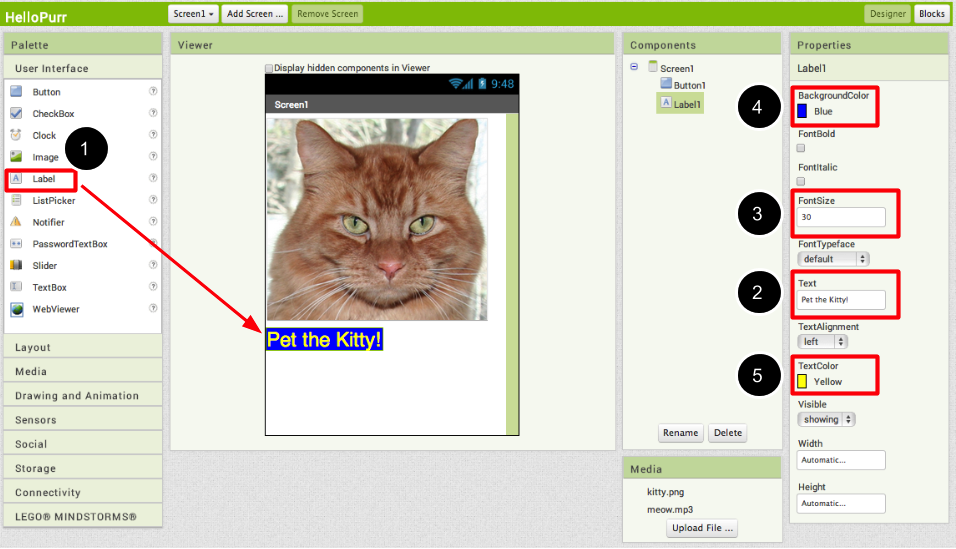 HelloPurr
Screen1 Add Screen ... Remove Screen
Designer Blocks
Palette
User Interface
Button ?
CheckBox ?
Clock ?
Image ?
1
Label ?
ListPicker ?
Notifier ?
PasswordTextBox ?
Slider ?
TextBox ?
WebViewer ?
Layout
Media
Drawing and Animation
Sensors
Social
Storage
Connectivity
LEGO® MINDSTORMS®
Viewer
Display hidden components in Viewer
9:48
Screen1
Pet the Kitty!
Components
Screen1
Button1
A Label1
Rename Delete
Media
kitty.png
meow.mp3
Upload File ...
Properties
Label1
4
BackgroundColor
Blue
FontBold
FontItalic
3
FontSize
30
FontTypeface
default
2
Text
Pet the Kitty!
TextAlignment
left
5
TextColor
Yellow
Visible
showing
Width
Automatic...
Height
Automatic...